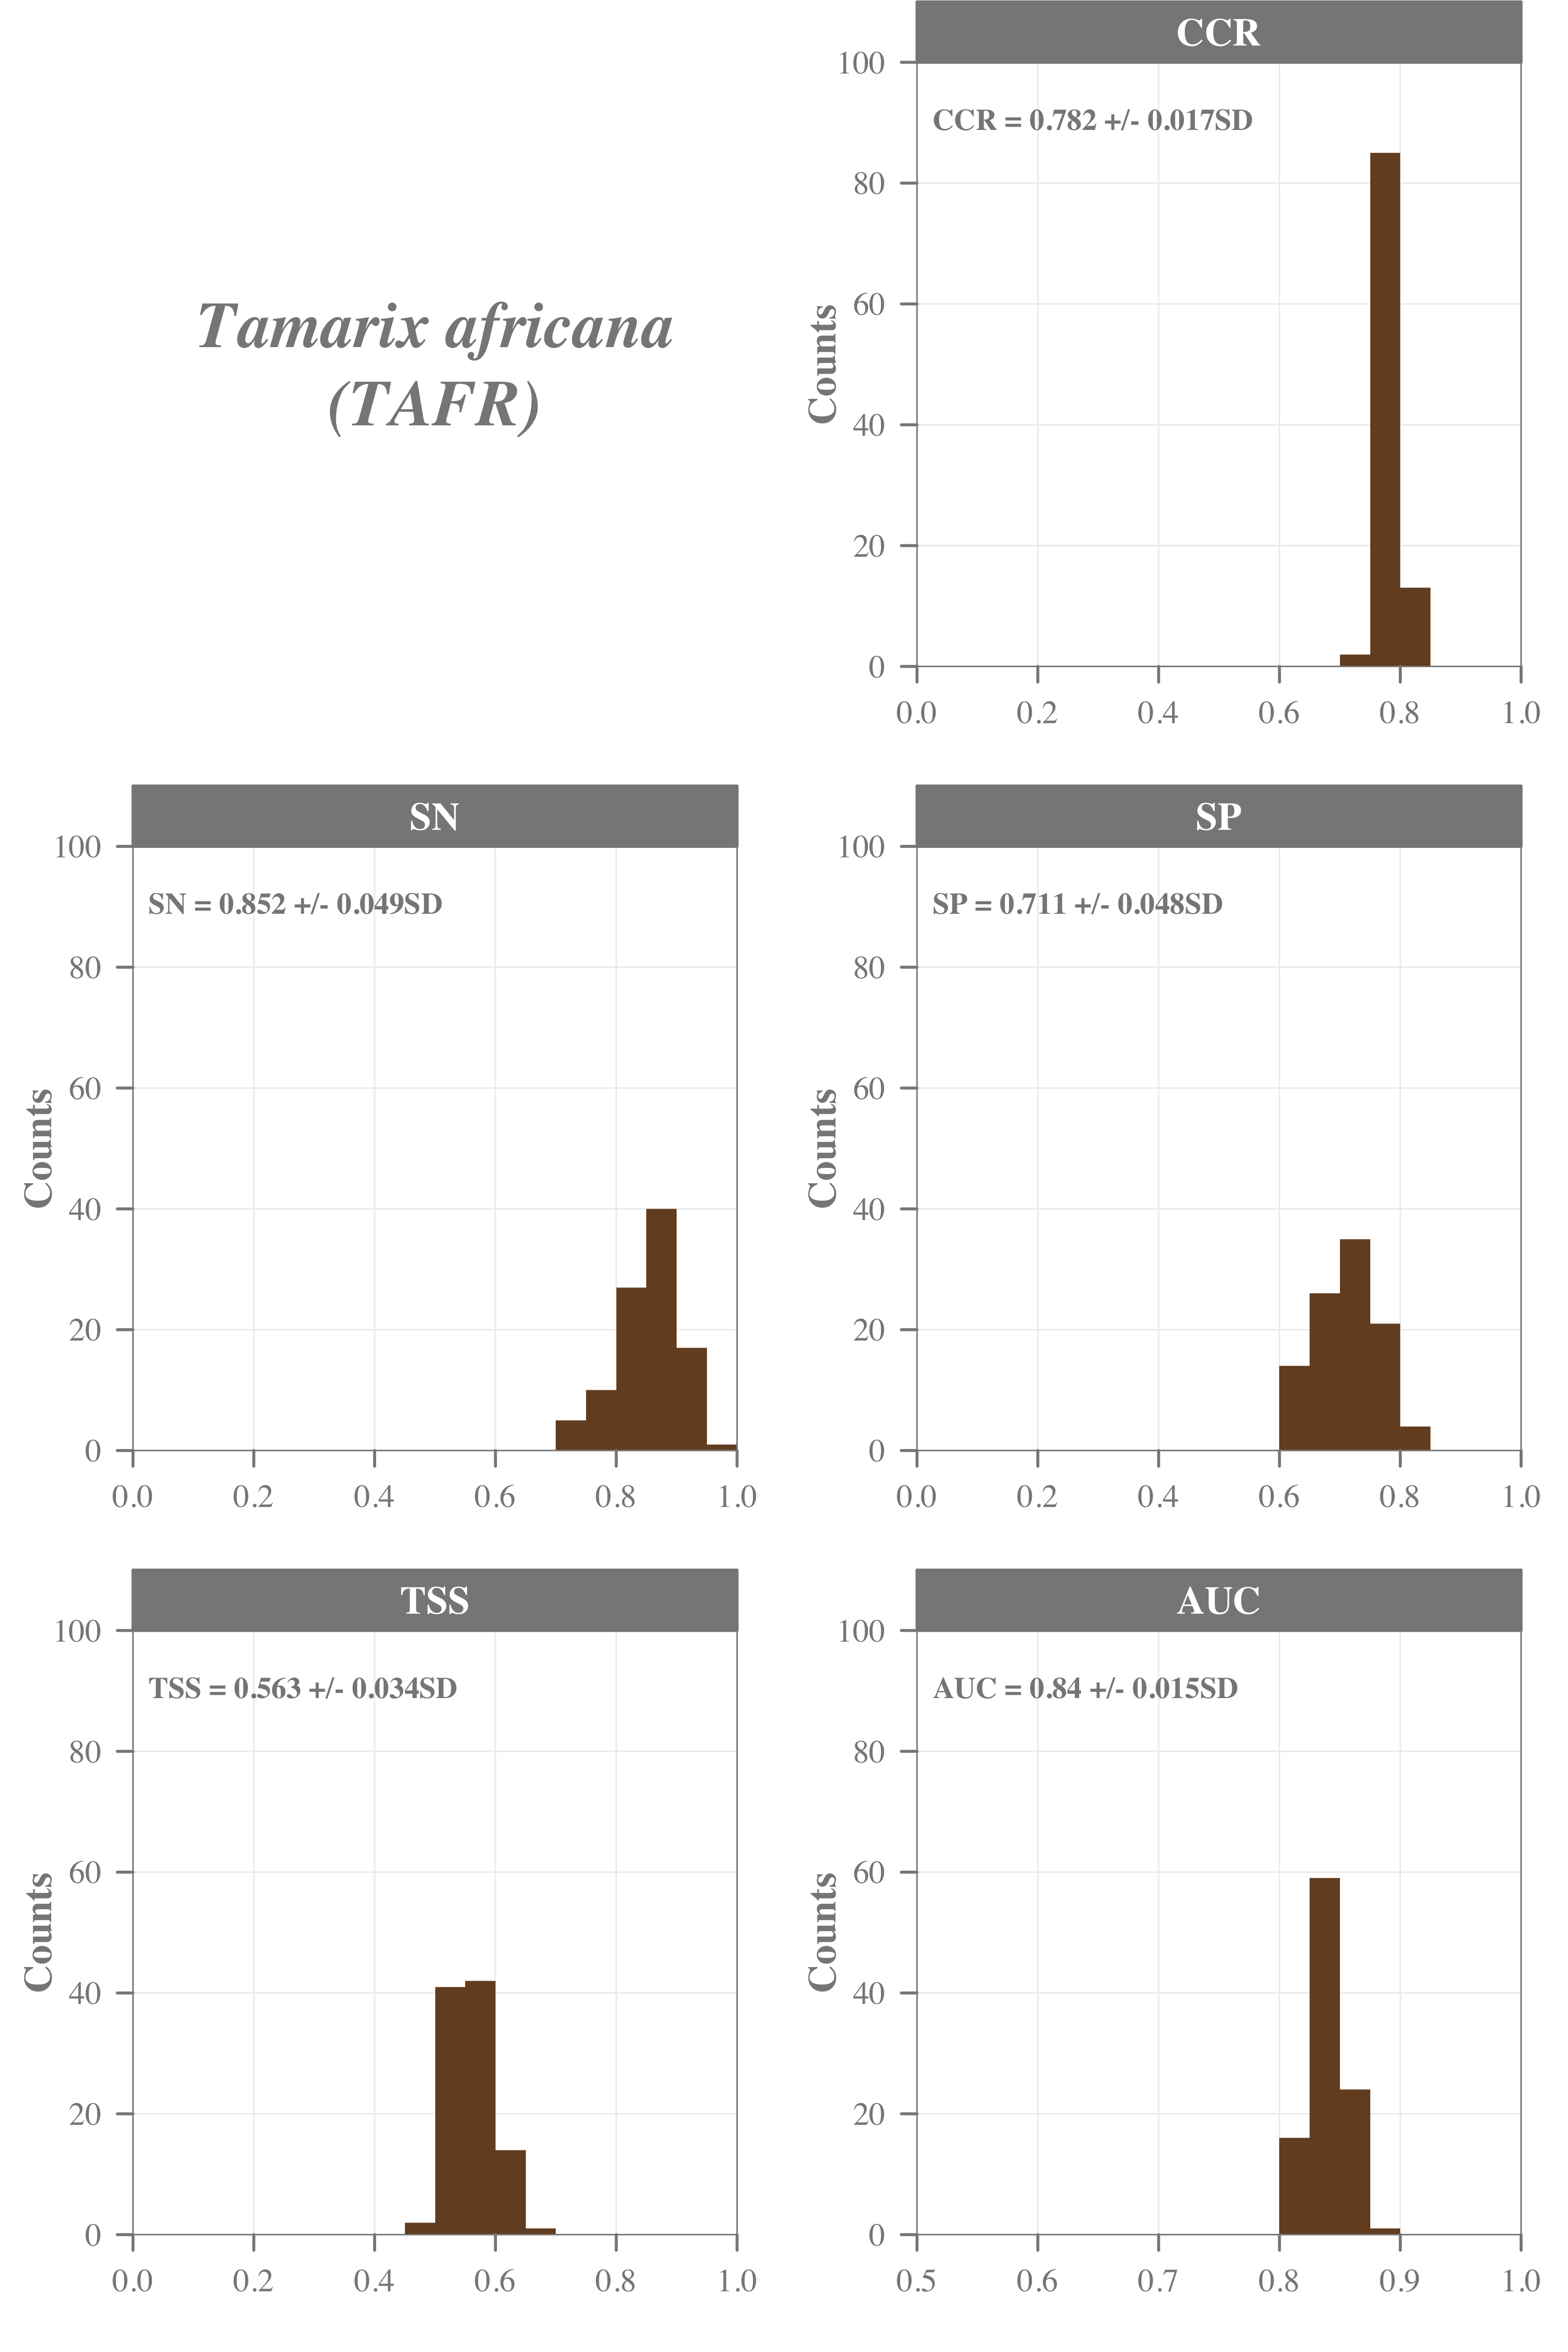 Tamarix africana
(TAFR)
CCR
CCR = 0.782 +/- 0.017SD
Counts
100
80
60
40
20
0
0.0 0.2 0.4 0.6 0.8 1.0
SN
SN = 0.852 +/- 0.049SD
Counts
100
80
60
40
20
0
0.0 0.2 0.4 0.6 0.8 1.0
SP
SP = 0.711 +/- 0.048SD
Counts
100
80
60
40
20
0
0.0 0.2 0.4 0.6 0.8 1.0
TSS
TSS = 0.563 +/- 0.034SD
Counts
100
80
60
40
20
0
0.0 0.2 0.4 0.6 0.8 1.0
AUC
AUC = 0.84 +/- 0.015SD
Counts
100
80
60
40
20
0
0.5 0.6 0.7 0.8 0.9 1.0